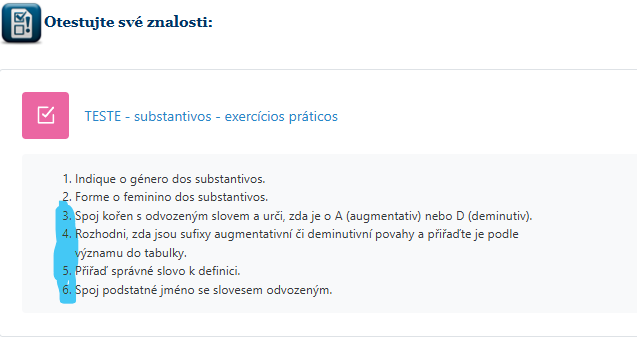 Otestujte své znalosti:
TESTE - substantivos - exercícios práticos
1. Indique o género dos substantivos.
2. Forme o feminino dos substantivos.
3. Spoj kořen s odvozeným slovem a urči, zda je o A (augmentativ) nebo D (deminutiv).
4. Rozhodni, zda jsou sufixy augmentativní či deminutivní povahy a přiřaďte je podle
významu do tabulky.
5. Přiřaď správné slovo k definici.
6. Spoj podstatné jméno se slovesem odvozeným.